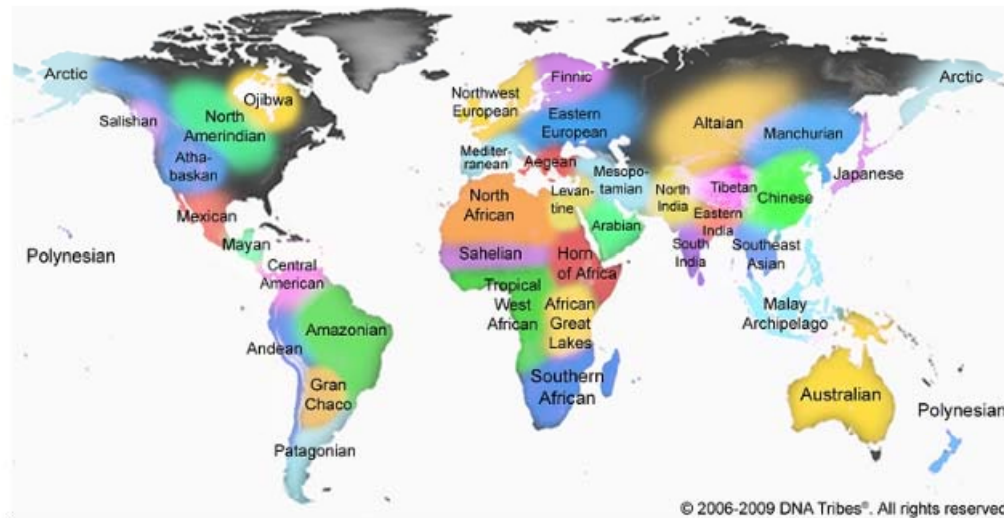 Arctic
Salishan
North
Amerindian
Ojibwa
Atha-
baskan
Mexican
Mayan
Polynesian
Central
American
Amazonian
Andean
Gran
Chaco
Patagonian
Northwest
European
Finnic
Eastern
European
Mediter-
ranean
Aegean
Levan-
tine
Mesopo-
tamian
Arabian
North
African
Sahelian
Horn
of Africa
Tropical
West
African
African
Great
Lakes
Southern
African
Altaian
Manchurian
Arctic
Japanese
North
India
Tibetan
Chinese
Eastern
India
South
India
Southeast
Asian
Malay
Archipelago
Australian
Polynesian
© 2006-2009 DNA Tribes®. All rights reserved